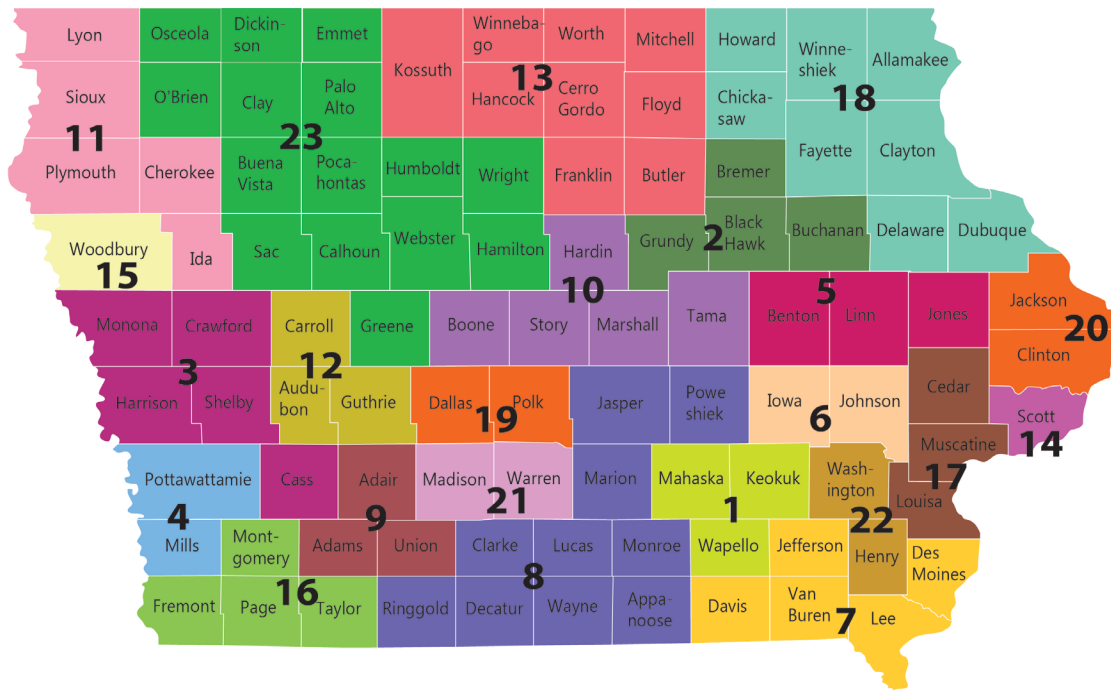 Lyon
Osceola
Dickin-
son
Emmet
Kossuth
Winneba-
go
Worth
Mitchell
Howard
Winne-
shiek
Allamakee
Sioux
O'Brien
Clay
Palo
Alto
Hancock
13
Cerro
Gordo
Floyd
Chicka-
saw
18
11
23
Plymouth
Cherokee
Buena
Vista
Poca-
hontas
Humboldt
Wright
Franklin
Butler
Bremer
Fayette
Clayton
Woodbury
15
Ida
Sac
Calhoun
Webster
Hamilton
Hardin
Grundy
2
Black
Hawk
Buchanan
Delaware
Dubuque
10
5
Monona
Crawford
Carroll
Greene
Boone
Story
Marshall
Tama
Benton
Linn
Jones
Jackson
20
Clinton
3
12
Harrison
Shelby
Audu-
bon
Guthrie
Dallas
19
Polk
Jasper
Powe
shiek
Iowa
6
Johnson
Cedar
Scott
14
Muscatine
17
Pottawattamie
4
Cass
Adair
9
Madison
Warren
21
Marion
Mahaska
Keokuk
1
Wash-
ington
22
Louisa
Mills
Mont-
gomery
Adams
Union
Clarke
Lucas
Monroe
Wapello
Jefferson
Henry
Des
Moines
8
16
Fremont
Page
Taylor
Ringgold
Decatur
Wayne
Appa-
noose
Davis
Van
Buren
7
Lee